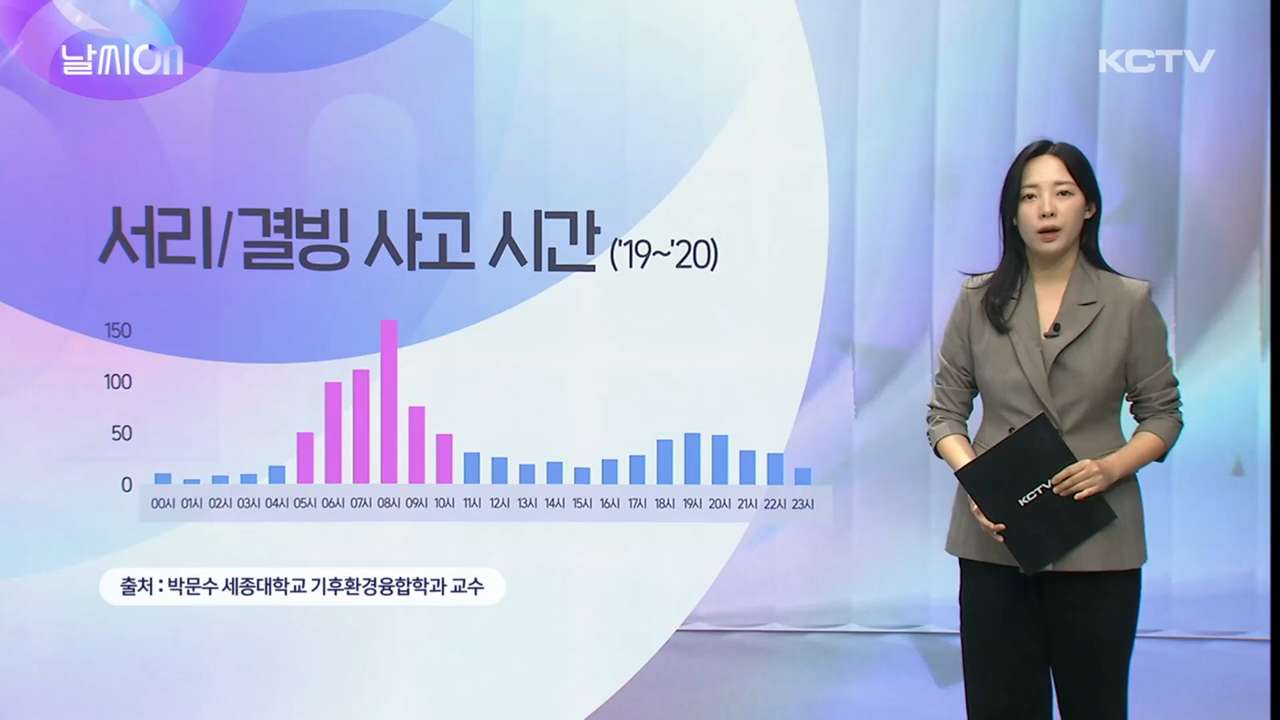 날씨ON
KCTV
서리/결빙 사고 시간 ('19~'20)
150
100
50
0
00시 01시 02시 03시 04시 05시 06시 07시 08시 09시 10시 11시 12시 13시 14시 15시 16시 17시 18시 19시 20시 21시 22시 23시
KCTV
출처 : 박문수 세종대학교 기후환경융합학과 교수